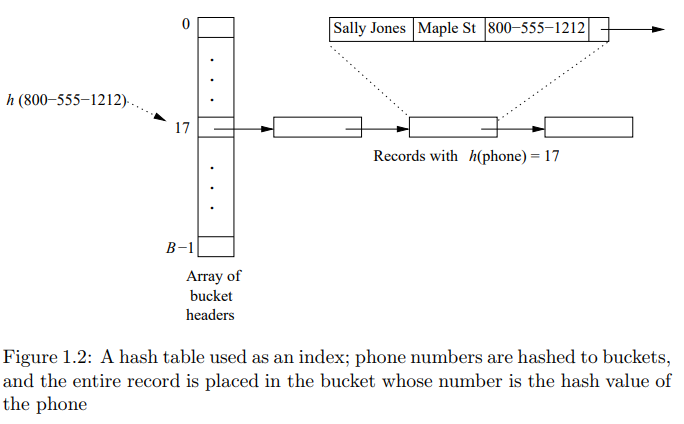 0
Sally Jones Maple St 800−555−1212
h (800−555−1212)
17
Records with h(phone) = 17
B−1
Array of
bucket
headers
Figure 1.2: A hash table used as an index; phone numbers are hashed to buckets,
and the entire record is placed in the bucket whose number is the hash value of
the phone